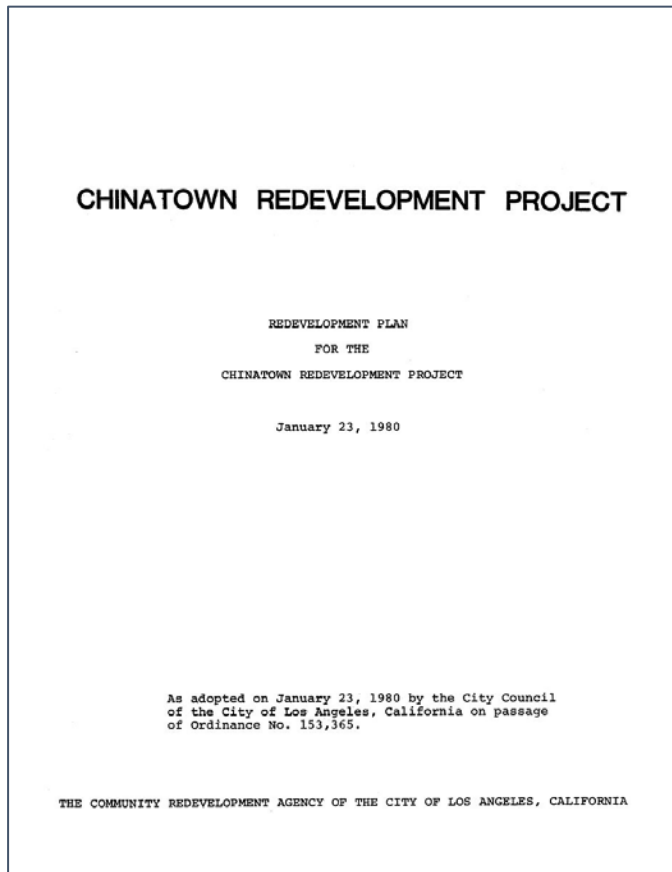 CHINATOWN REDEVELOPMENT PROJECT
REDEVELOPMENT PLAN
FOR THE
CHINATOWN REDEVELOPMENT PROJECT
January 23, 1980
As adopted on January 23, 1980 by the City Council
of the City of Los Angeles, California on passage
of Ordinance No. 153,365.
THE COMMUNITY REDEVELOPMENT AGENCY OF THE CITY OF LOS ANGELES, CALIFORNIA